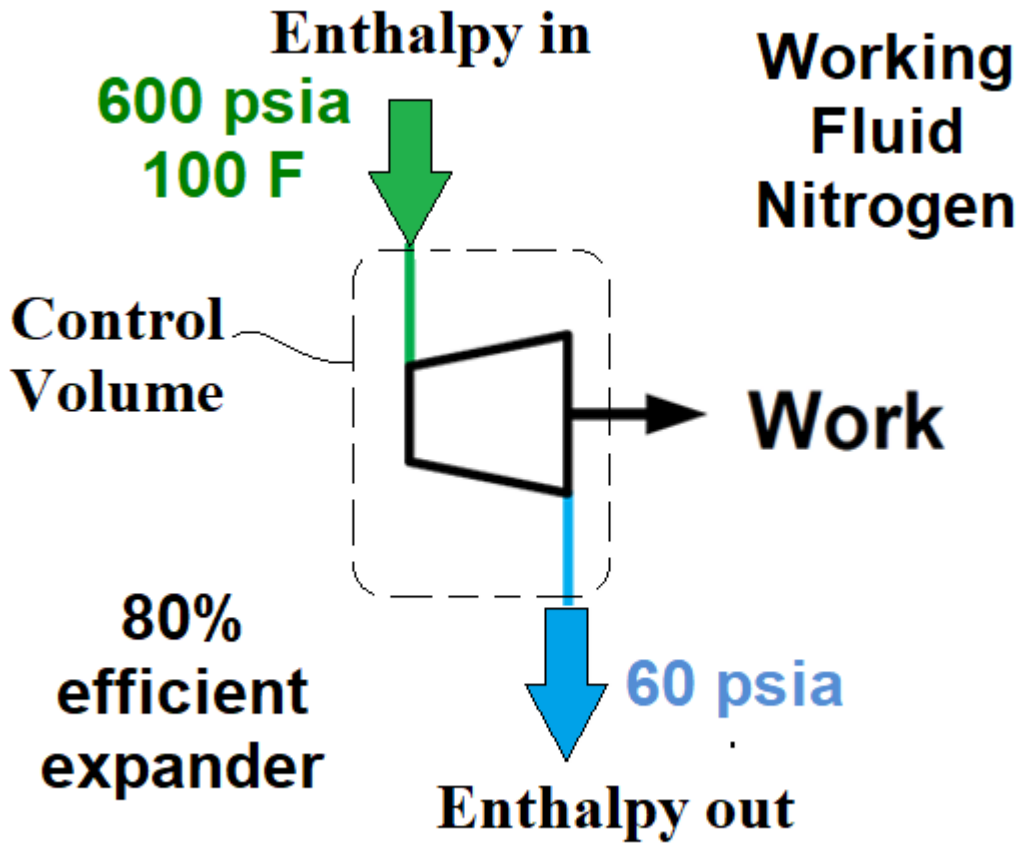 Enthalpy in
600 psia
100 F
Working
Fluid
Nitrogen
Control
Volume
Work
80%
efficient
expander
60 psia
.
Enthalpy out